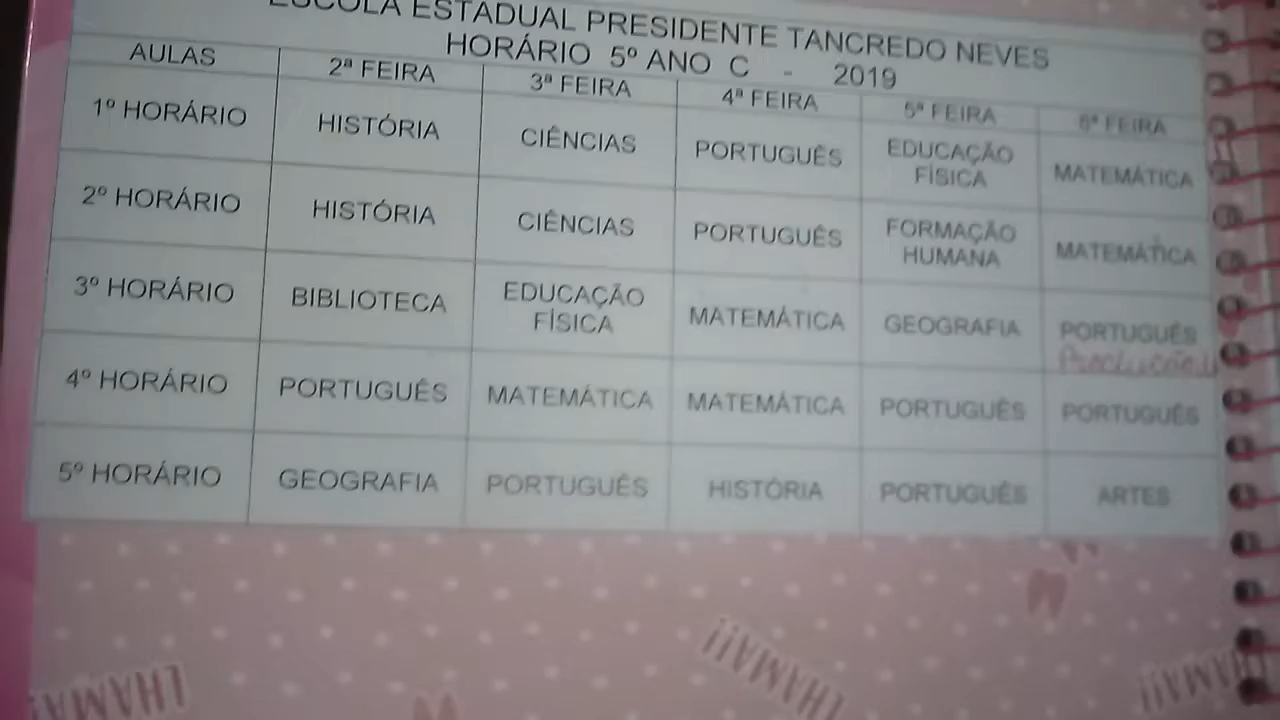 ESCOLA ESTADUAL PRESIDENTE TANCREDO NEVES
HORÁRIO 5º ANO C - 2019
AULAS 2ª FEIRA 3ª FEIRA 4ª FEIRA 5ª FEIRA 6ª FEIRA
1º HORÁRIO HISTÓRIA CIÊNCIAS PORTUGUÊS EDUCAÇÃO FÍSICA MATEMÁTICA
2º HORÁRIO HISTÓRIA CIÊNCIAS PORTUGUÊS FORMAÇÃO HUMANA MATEMÁTICA
3º HORÁRIO BIBLIOTECA EDUCAÇÃO FÍSICA MATEMÁTICA GEOGRAFIA PORTUGUÊS
Produção
4º HORÁRIO PORTUGUÊS MATEMÁTICA MATEMÁTICA PORTUGUÊS PORTUGUÊS
5º HORÁRIO GEOGRAFIA PORTUGUÊS HISTÓRIA PORTUGUÊS ARTES